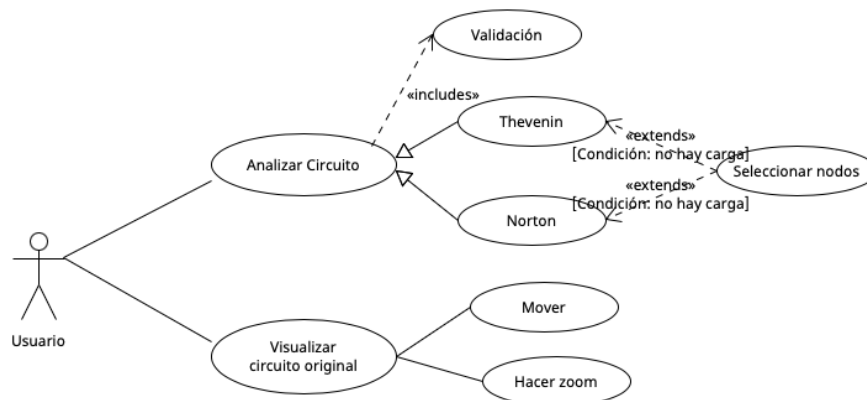 Validación
«includes»
Thevenin
«extends»
[Condición: no hay carga]
Analizar Circuito
Seleccionar nodos
«extends»
[Condición: no hay carga]
Norton
Usuario
Mover
Visualizar
circuito original
Hacer zoom